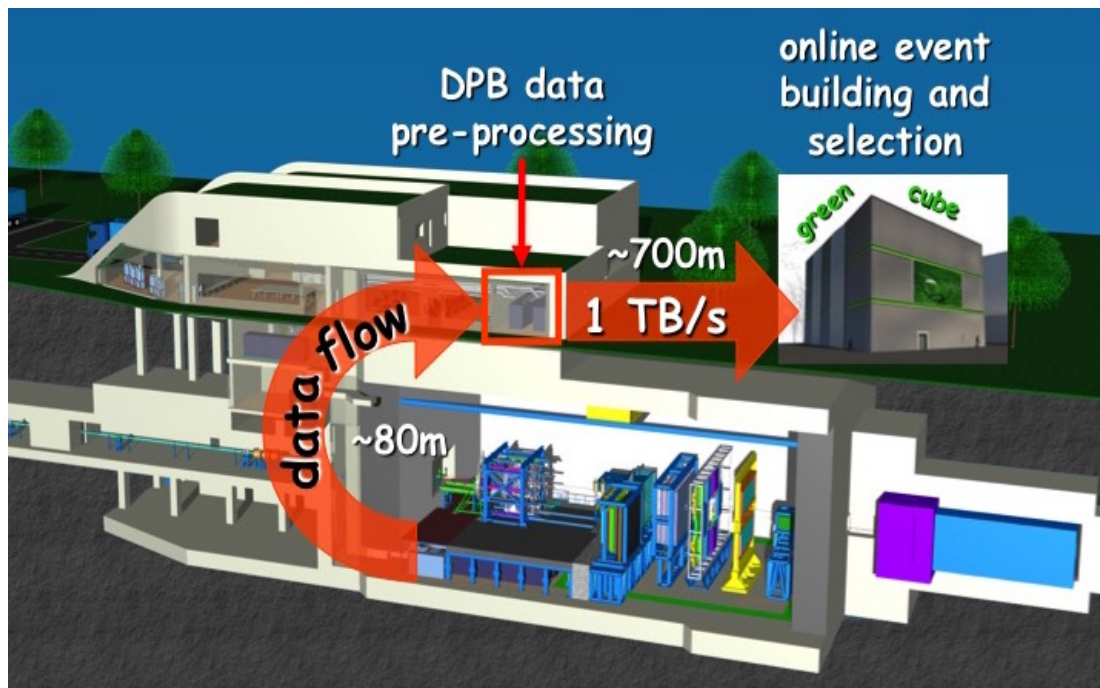 online event
building and
selection
DPB data
pre-processing
green cube
~700m
1 TB/s
data flow
~80m